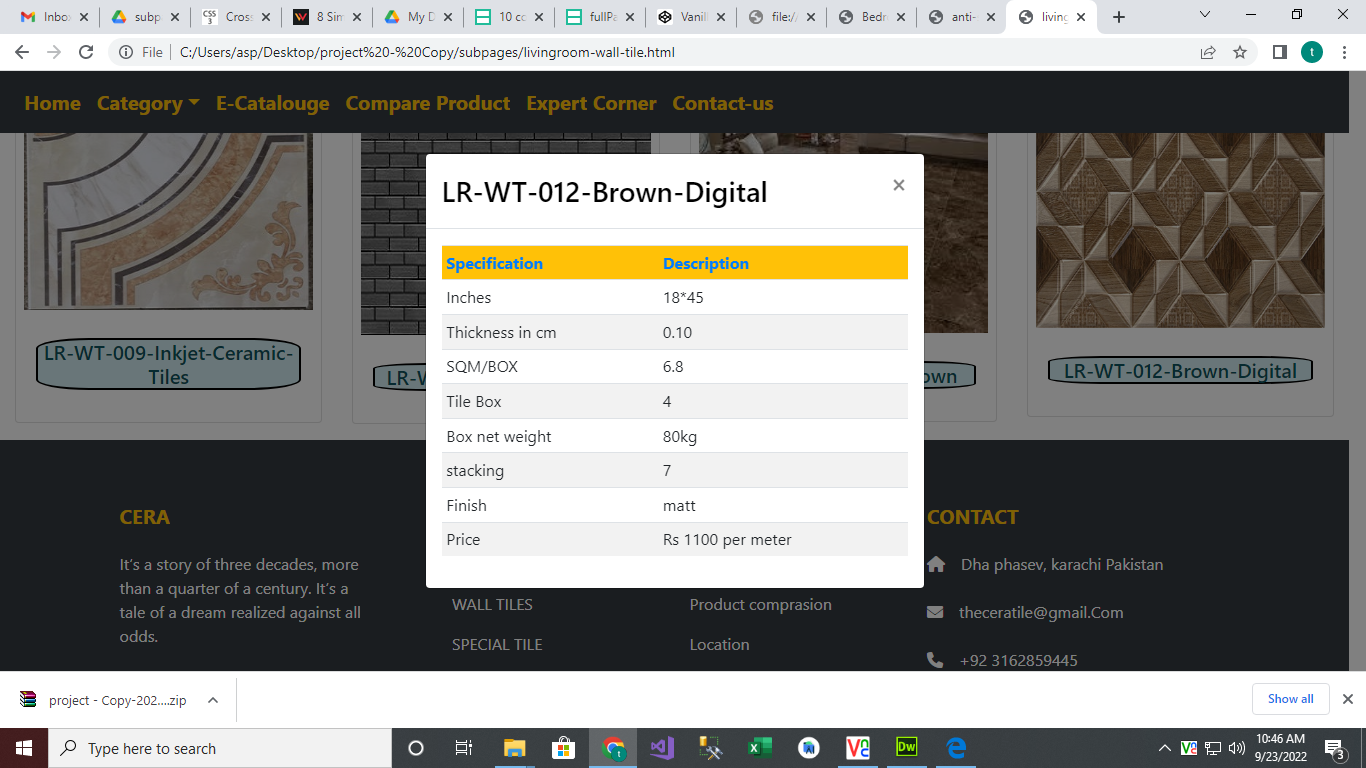 Inbox
subp
Cross
8 Sim
My D
10 co
fullPa
Vanill
file://
Bedr
anti-
living
File
C:/Users/asp/Desktop/project%20-%20Copy/subpages/livingroom-wall-tile.html
t
Home Category E-Catalouge Compare Product Expert Corner Contact-us
LR-WT-012-Brown-Digital ×
Specification Description
Inches 18*45
Thickness in cm 0.10
SQM/BOX 6.8
Tile Box 4
Box net weight 80kg
stacking 7
Finish matt
Price Rs 1100 per meter
LR-WT-009-Inkjet-Ceramic-
Tiles
LR-W
own
LR-WT-012-Brown-Digital
CERA
It's a story of three decades, more
than a quarter of a century. It's a
tale of a dream realized against all
odds.
WALL TILES
SPECIAL TILE
Product comprasion
Location
CONTACT
Dha phasev, karachi Pakistan
theceratile@gmail.Com
+92 3162859445
project - Copy-202....zip
Show all
Type here to search
10:46 AM
9/23/2022
3